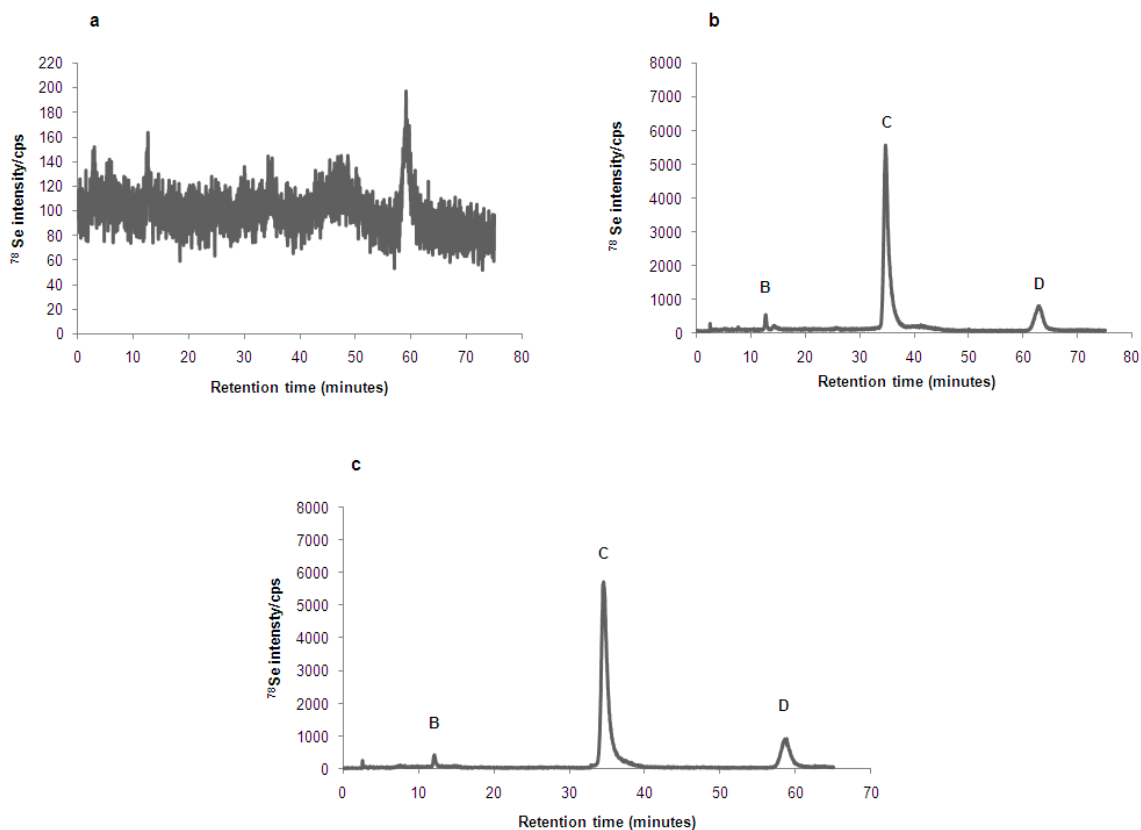 a
220
200
180
160
140
120
100
80
60
40
20
0
⁷⁸ Se intensity/cps
0 10 20 30 40 50 60 70 80
Retention time (minutes)
b
8000
7000
6000
5000
4000
3000
2000
1000
0
⁷⁸ Se intensity/cps
B
C
D
0 10 20 30 40 50 60 70 80
Retention time (minutes)
c
8000
7000
6000
5000
4000
3000
2000
1000
0
⁷⁸Se intensty/cps
B
C
D
0 10 20 30 40 50 60 70
Retention time (minutes)